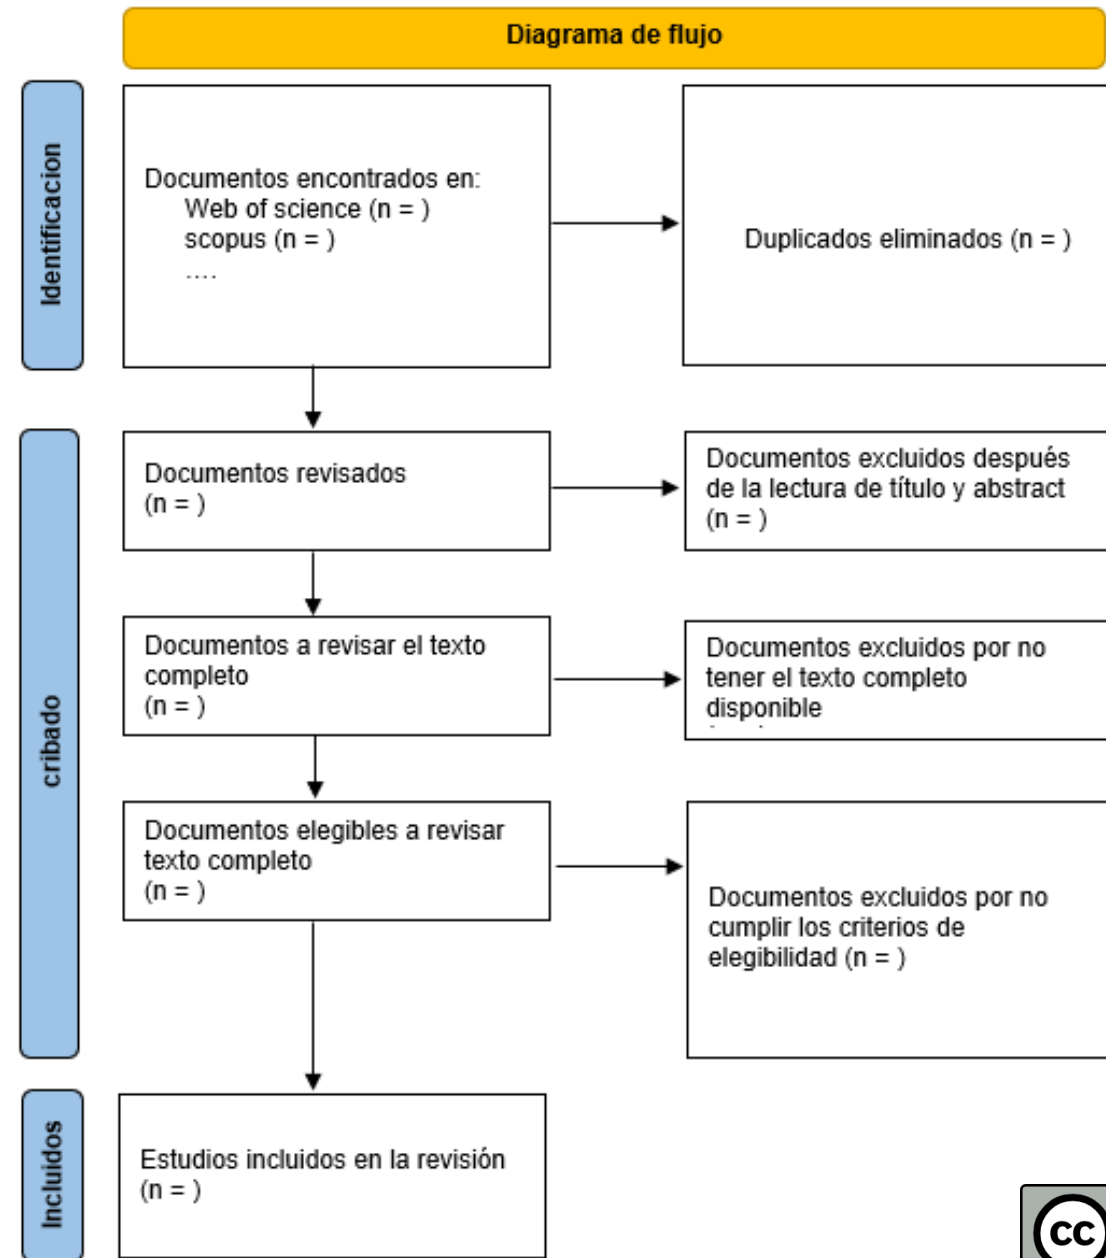 Diagrama de flujo
Identificacion
Documentos encontrados en:
Web of science (n = )
scopus (n = )
....
Duplicados eliminados (n = )
cribado
Documentos revisados
(n = )
Documentos excluidos después
de la lectura de título y abstract
(n = )
Documentos a revisar el texto
completo
(n = )
Documentos excluidos por no
tener el texto completo
disponible
Documentos elegibles a revisar
texto completo
(n = )
Documentos excluidos por no
cumplir los criterios de
elegibilidad (n = )
Incluidos
Estudios incluidos en la revisión
(n = )
cc